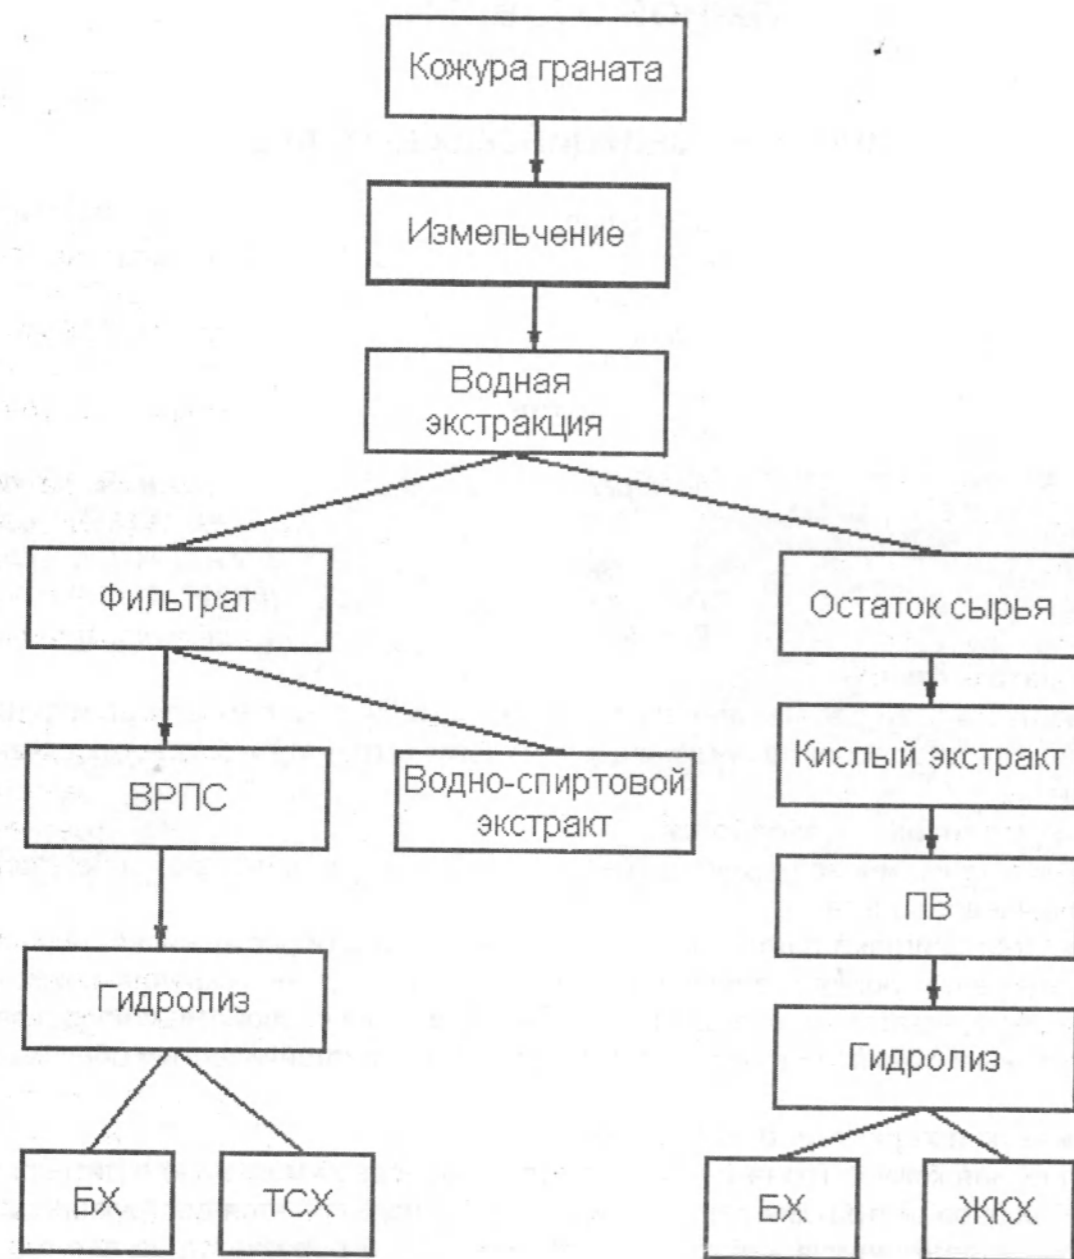 Кожура граната
Измельчение
Водная
экстракция
Фильтрат
Остаток сырья
ВРПС
Водно-спиртовой
экстракт
Кислый экстракт
ПВ
Гидролиз
Гидролиз
БХ
ТСХ
БХ
ЖКХ